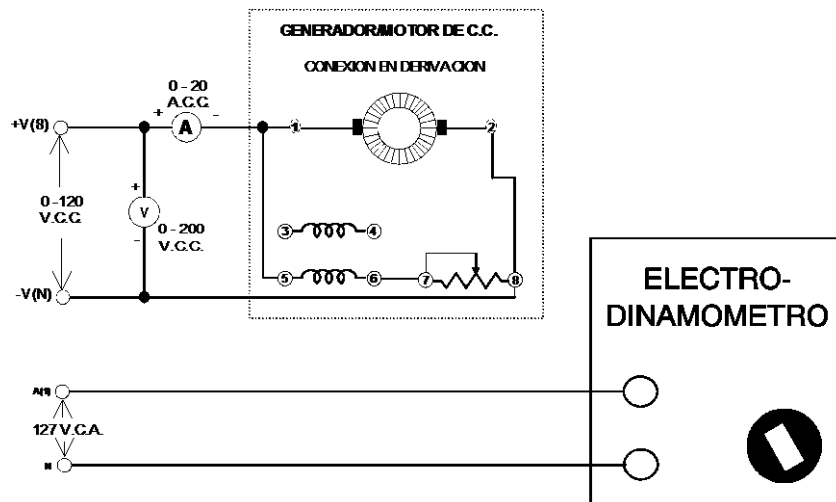 GENERADOR/MOTOR DE C.C.
CONEXION EN DERIVACION
0 - 20
A.C.C.
+ -
+V(8)
A
1
2
0 - 120
V.C.C.
+
V
-
0 - 200
V.C.C.
3
4
5
6
7
8
-V(N)
ELECTRO-
DINAMOMETRO
A(1)
127 V.C.A.
N